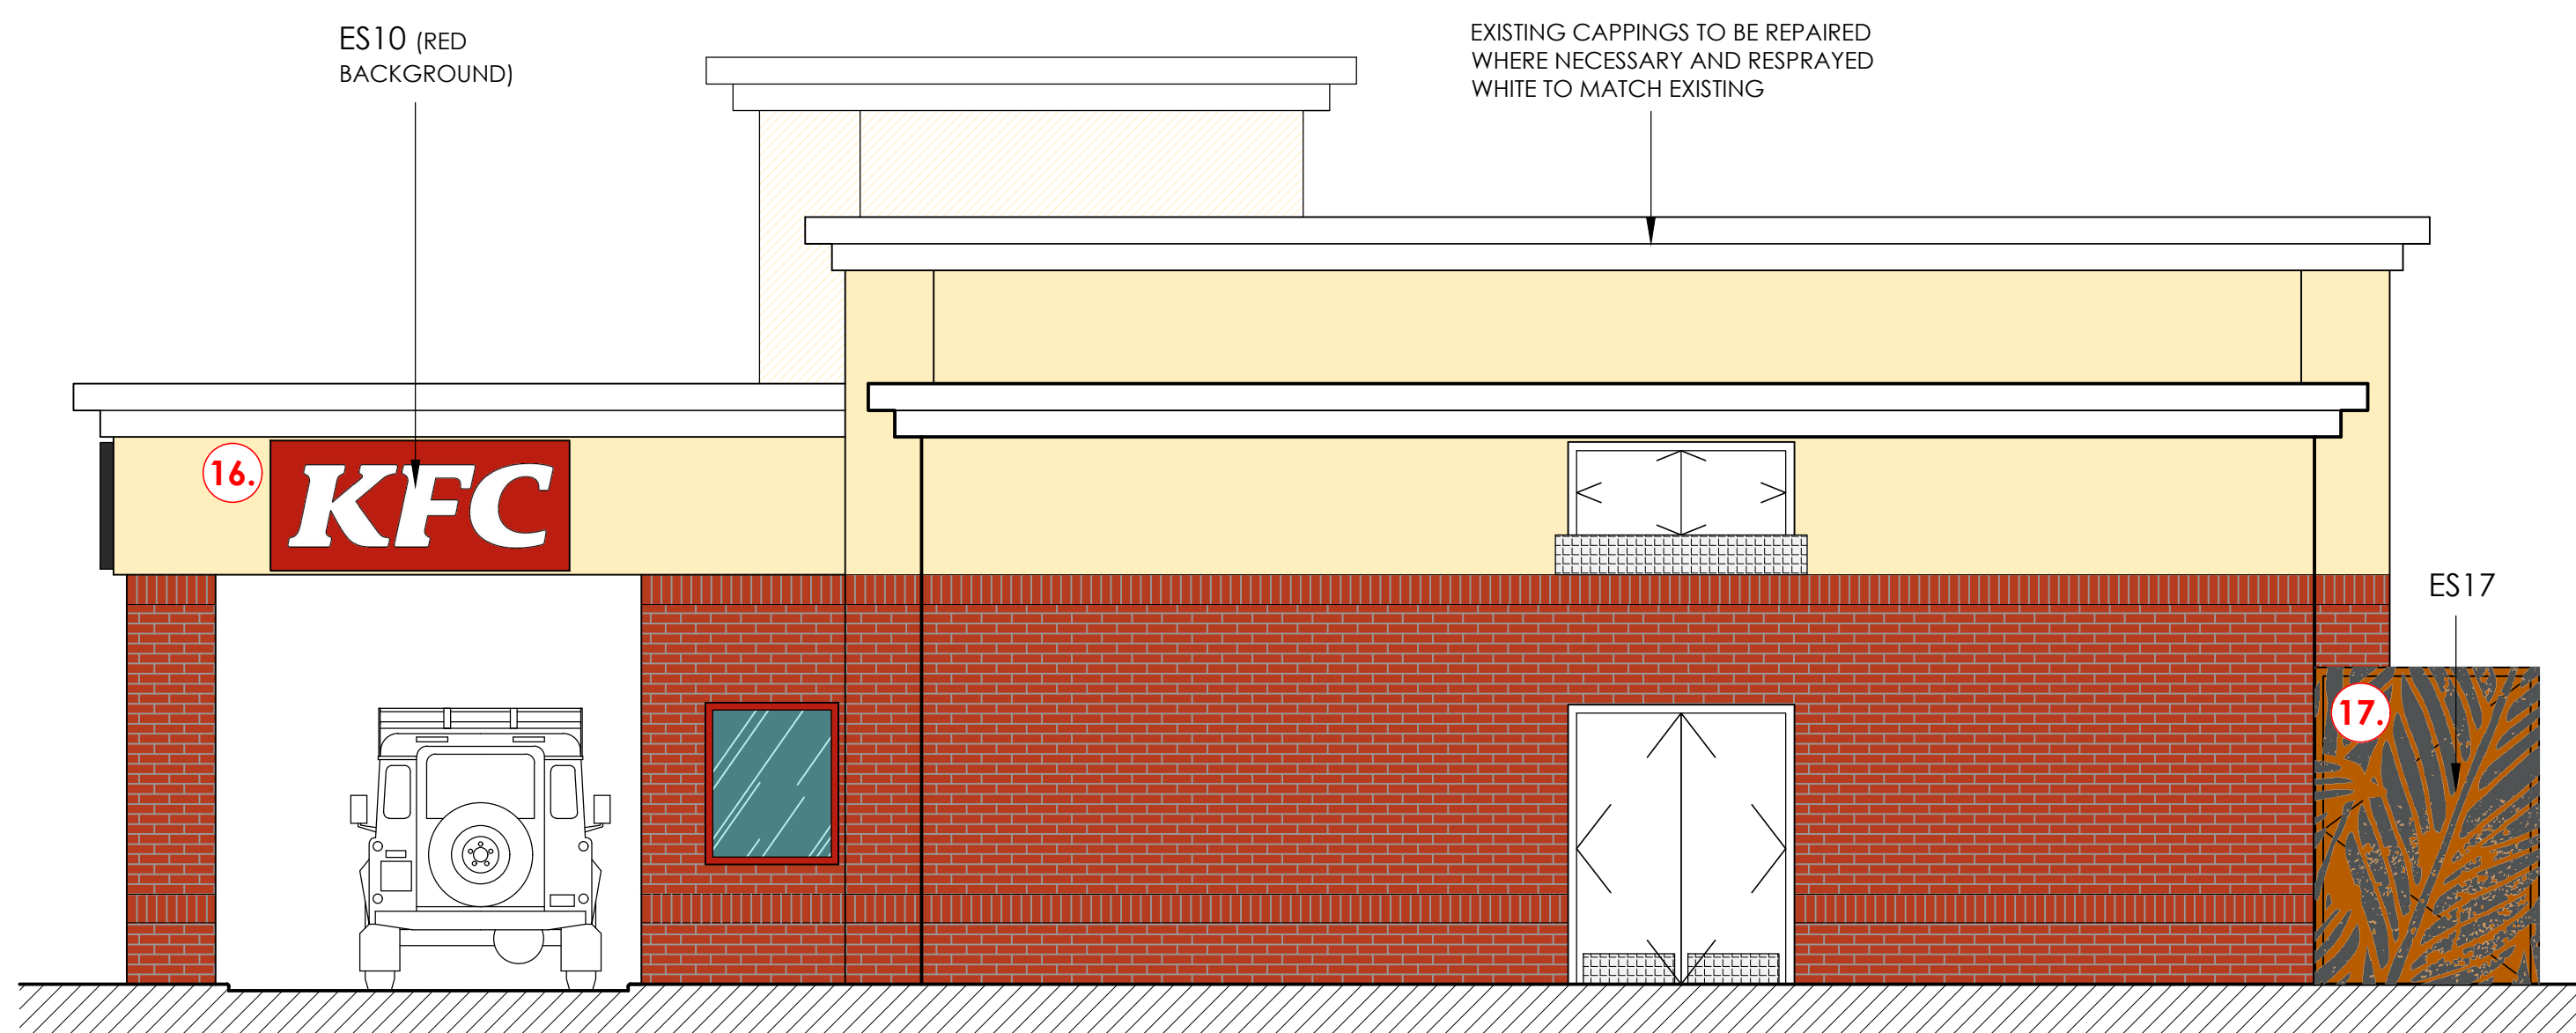 ES10 (RED
BACKGROUND)
EXISTING CAPPINGS TO BE REPAIRED
WHERE NECESSARY AND RESPRAYED
WHITE TO MATCH EXISTING
16.
KFC
ES17
17.